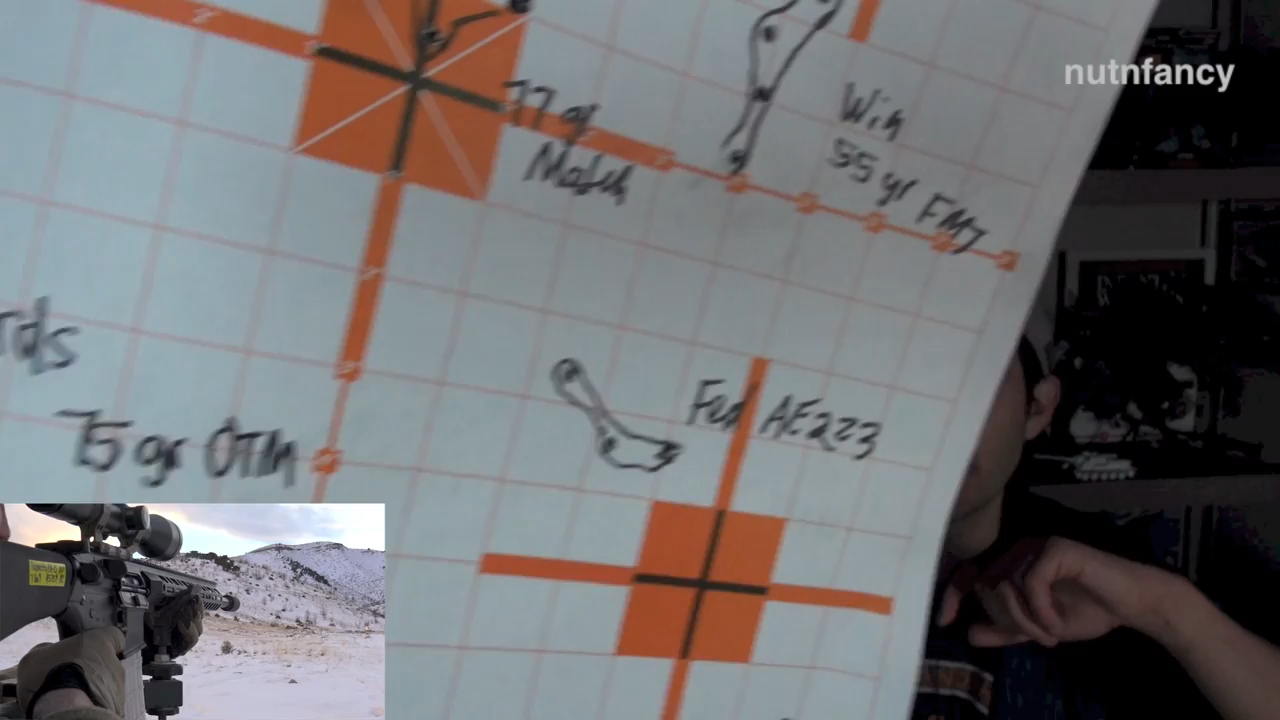 nutnfancy
77 gr
Match
Win
55 gr FMJ
rds
75 gr OTM
Fed AE223